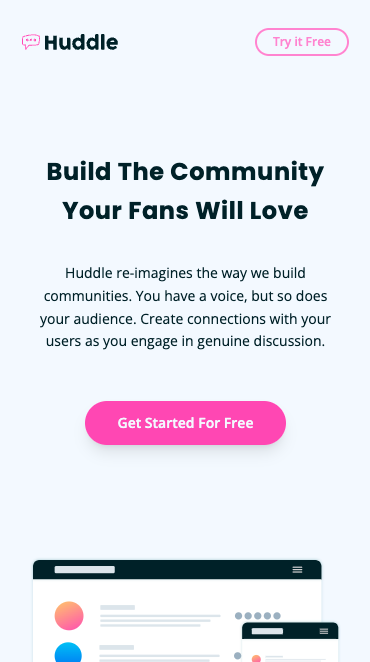 Huddle
Try it Free
Build The Community
Your Fans Will Love
Huddle re-imagines the way we build
communities. You have a voice, but so does
your audience. Create connections with your
users as you engage in genuine discussion.
Get Started For Free